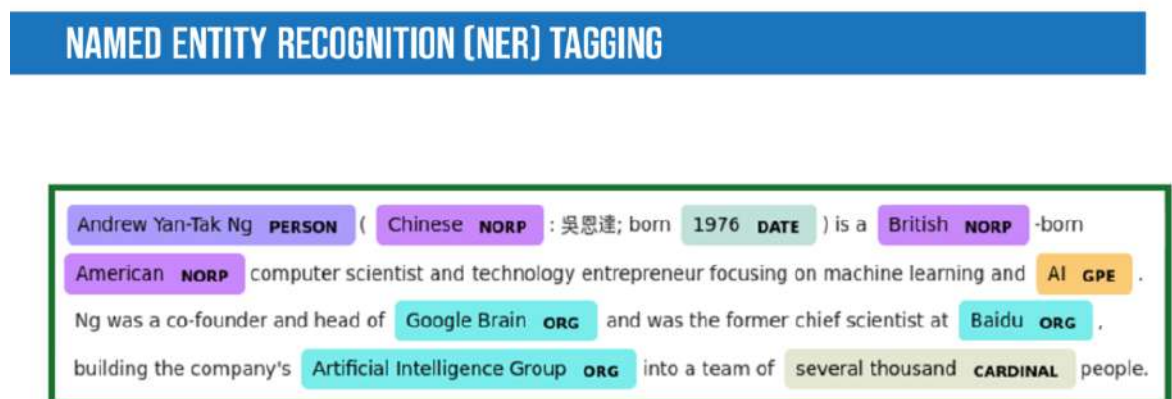 NAMED ENTITY RECOGNITION (NER) TAGGING
Andrew Yan-Tak Ng PERSON ( Chinese NORP : 吳恩達; born 1976 DATE ) is a British NORP -born
American NORP computer scientist and technology entrepreneur focusing on machine learning and AI GPE .
Ng was a co-founder and head of Google Brain ORG and was the former chief scientist at Baidu ORG ,
building the company's Artificial Intelligence Group ORG into a team of several thousand CARDINAL people.